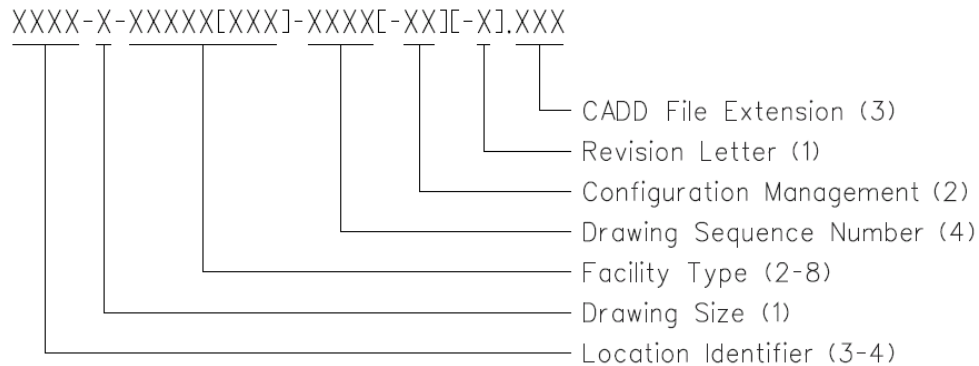 XXXX-X-XXXXX[XXX]-XXXX[-XX][-X].XXX
CADD File Extension (3)
Revision Letter (1)
Configuration Management (2)
Drawing Sequence Number (4)
Facility Type (2-8)
Drawing Size (1)
Location Identifier (3-4)